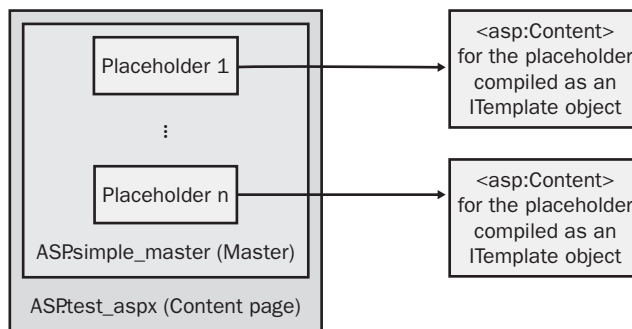 Placeholder 1
⋮
Placeholder n
ASP.simple_master (Master)
ASP.test_aspx (Content page)
<asp:Content>
for the placeholder
compiled as an
ITemplate object
<asp:Content>
for the placeholder
compiled as an
ITemplate object